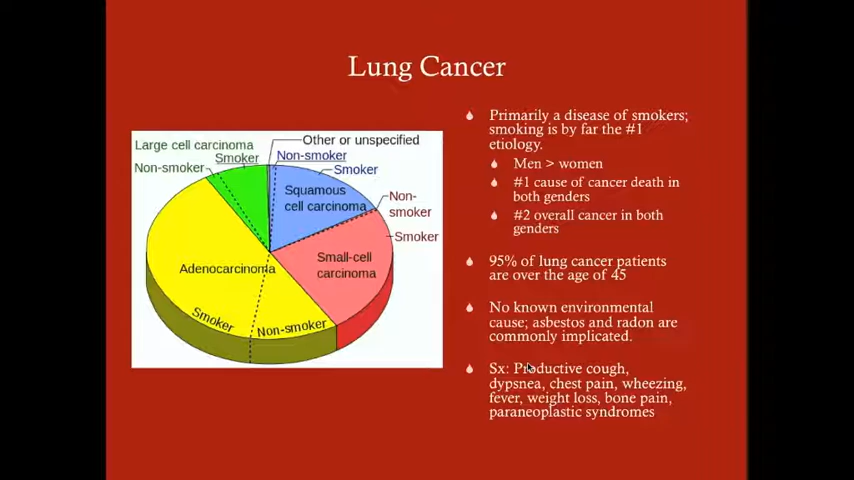 Lung Cancer
Large cell carcinoma
Non-smoker
Smoker
Other or unspecified
Non-smoker
Smoker
Squamous
cell carcinoma
Non-
smoker
Smoker
Small-cell
carcinoma
Adenocarcinoma
Smoker
Non-smoker
Primarily a disease of smokers;
smoking is by far the #1
etiology.
Men > women
#1 cause of cancer death in
both genders
#2 overall cancer in both
genders
95% of lung cancer patients
are over the age of 45
No known environmental
cause; asbestos and radon are
commonly implicated.
Sx: Productive cough,
dypsnea, chest pain, wheezing,
fever, weight loss, bone pain,
paraneoplastic syndromes